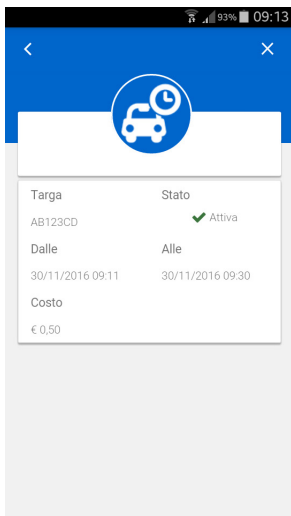 93% 09:13
Targa Stato
AB123CD Attiva
Dalle Alle
30/11/2016 09:11 30/11/2016 09:30
Costo
€ 0,50